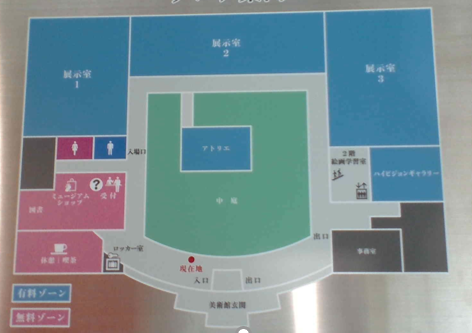 展示室
1
展示室
2
展示室
3
アトリエ
入場口
2階
絵画学習室
ハイビジョンギャラリー
ミュージアム
ショップ
?
受付
図書
中庭
休憩 喫茶
ロッカー室
現在地
入口
出口
出口
事務室
美術館玄関
有料ゾーン
無料ゾーン